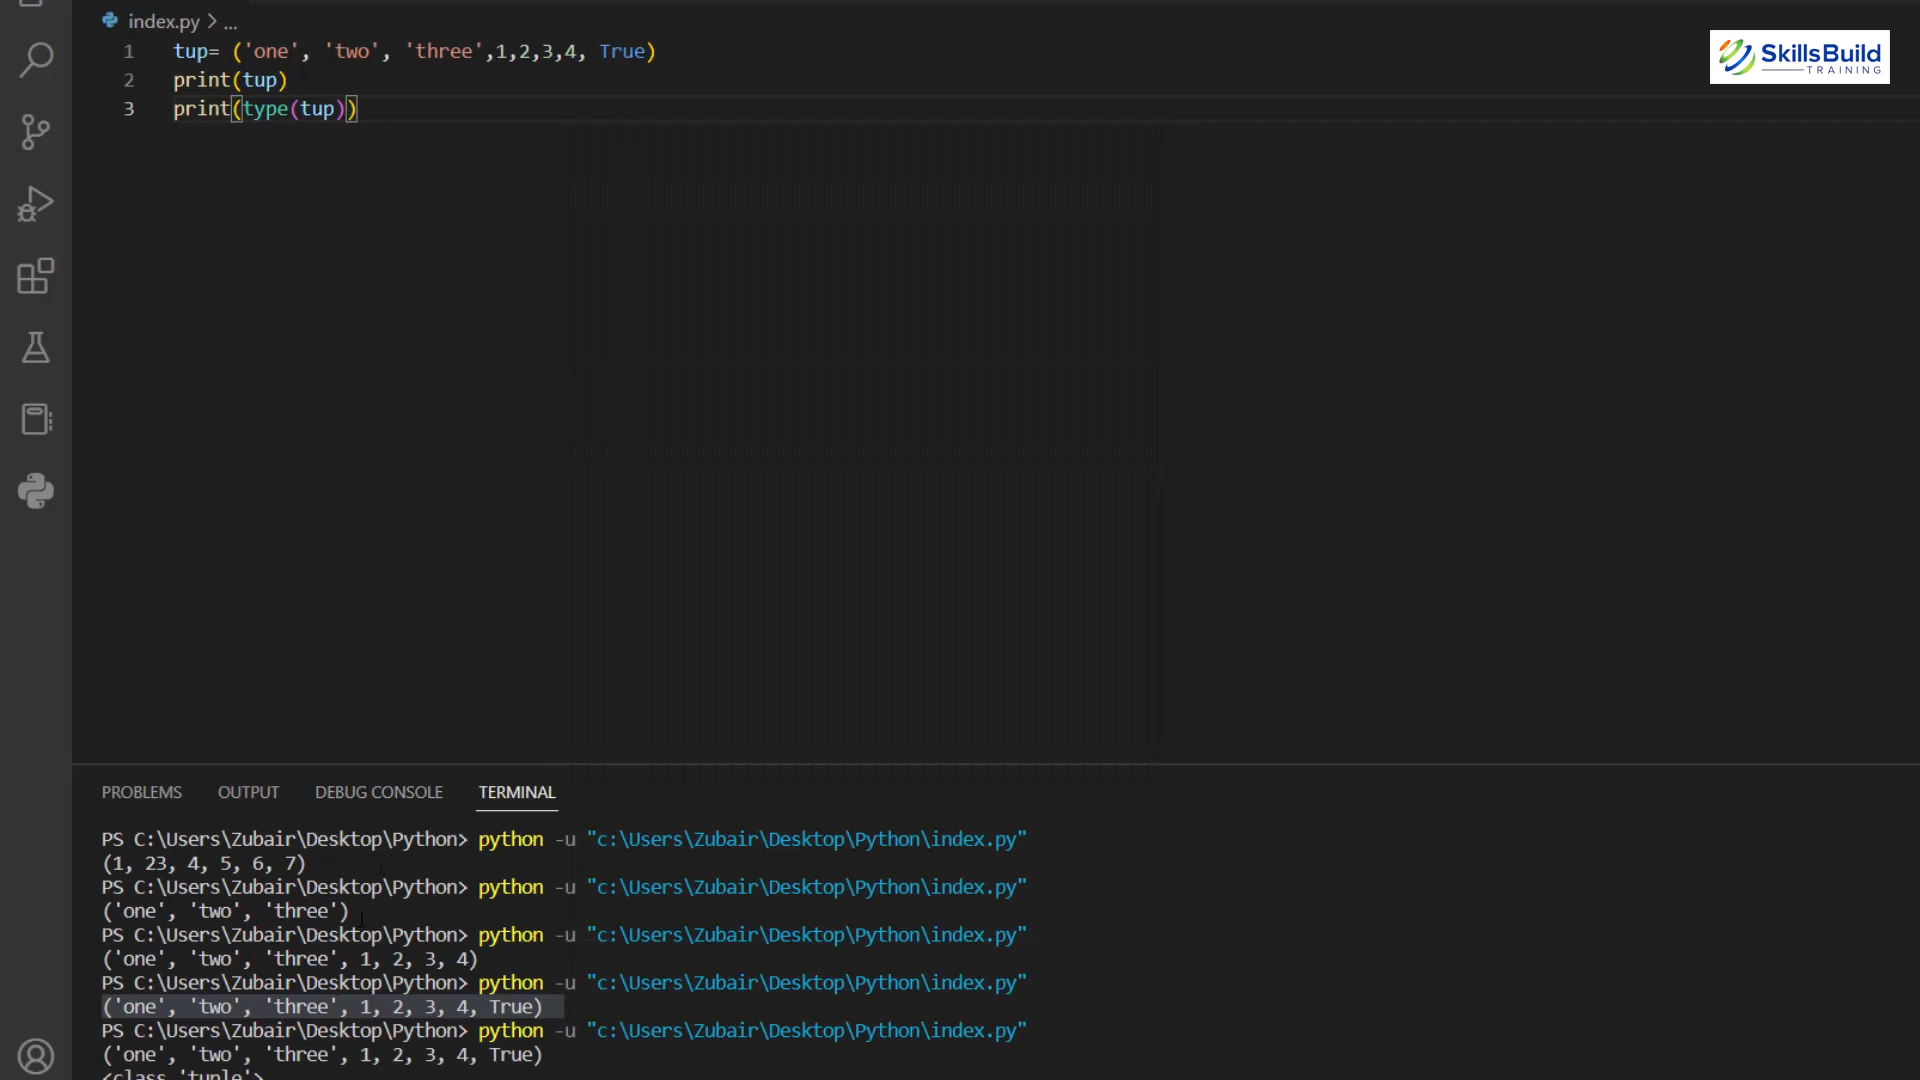 index.py > ...
SkillsBuild
TRAINING
1 tup= ('one', 'two', 'three',1,2,3,4, True)
2 print(tup)
3 print(type(tup))
PROBLEMS OUTPUT DEBUG CONSOLE TERMINAL
PS C:\Users\Zubair\Desktop\Python> python -u "c:\Users\Zubair\Desktop\Python\index.py"
(1, 23, 4, 5, 6, 7)
PS C:\Users\Zubair\Desktop\Python> python -u "c:\Users\Zubair\Desktop\Python\index.py"
('one', 'two', 'three')
PS C:\Users\Zubair\Desktop\Python> python -u "c:\Users\Zubair\Desktop\Python\index.py"
('one', 'two', 'three', 1, 2, 3, 4)
PS C:\Users\Zubair\Desktop\Python> python -u "c:\Users\Zubair\Desktop\Python\index.py"
('one', 'two', 'three', 1, 2, 3, 4, True)
PS C:\Users\Zubair\Desktop\Python> python -u "c:\Users\Zubair\Desktop\Python\index.py"
('one', 'two', 'three', 1, 2, 3, 4, True)
<class 'tuple'>